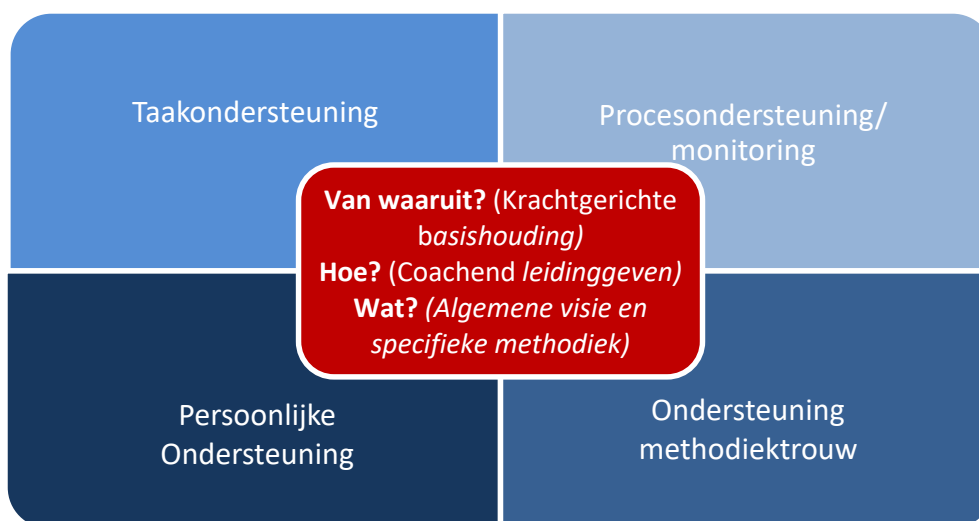 Taakondersteuning
Procesondersteuning/
monitoring
Van waaruit? (Krachtgerichte
basishouding)
Hoe? (Coachend leidinggeven)
Wat? (Algemene visie en
specifieke methodiek)
Persoonlijke
Ondersteuning
Ondersteuning
methodiektrouw